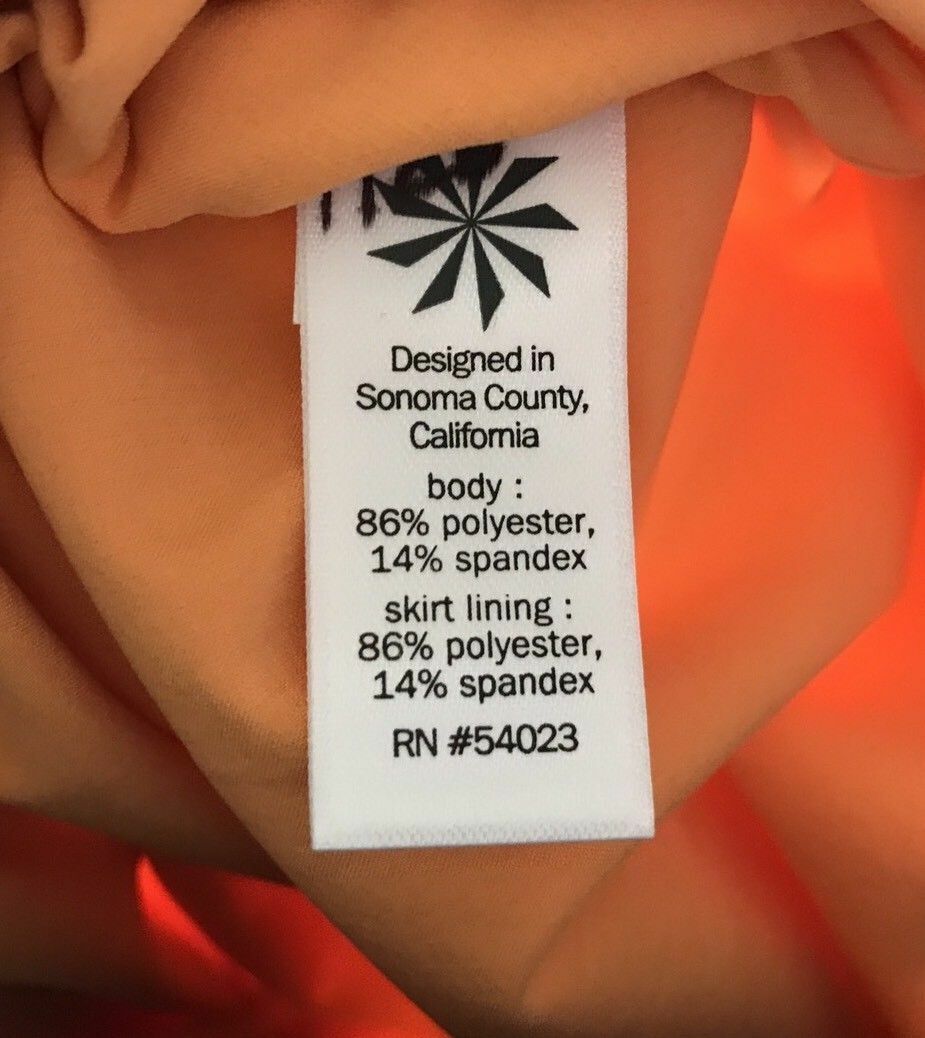 Designed in
Sonoma County,
California
body :
86% polyester,
14% spandex
skirt lining :
86% polyester,
14% spandex
RN #54023